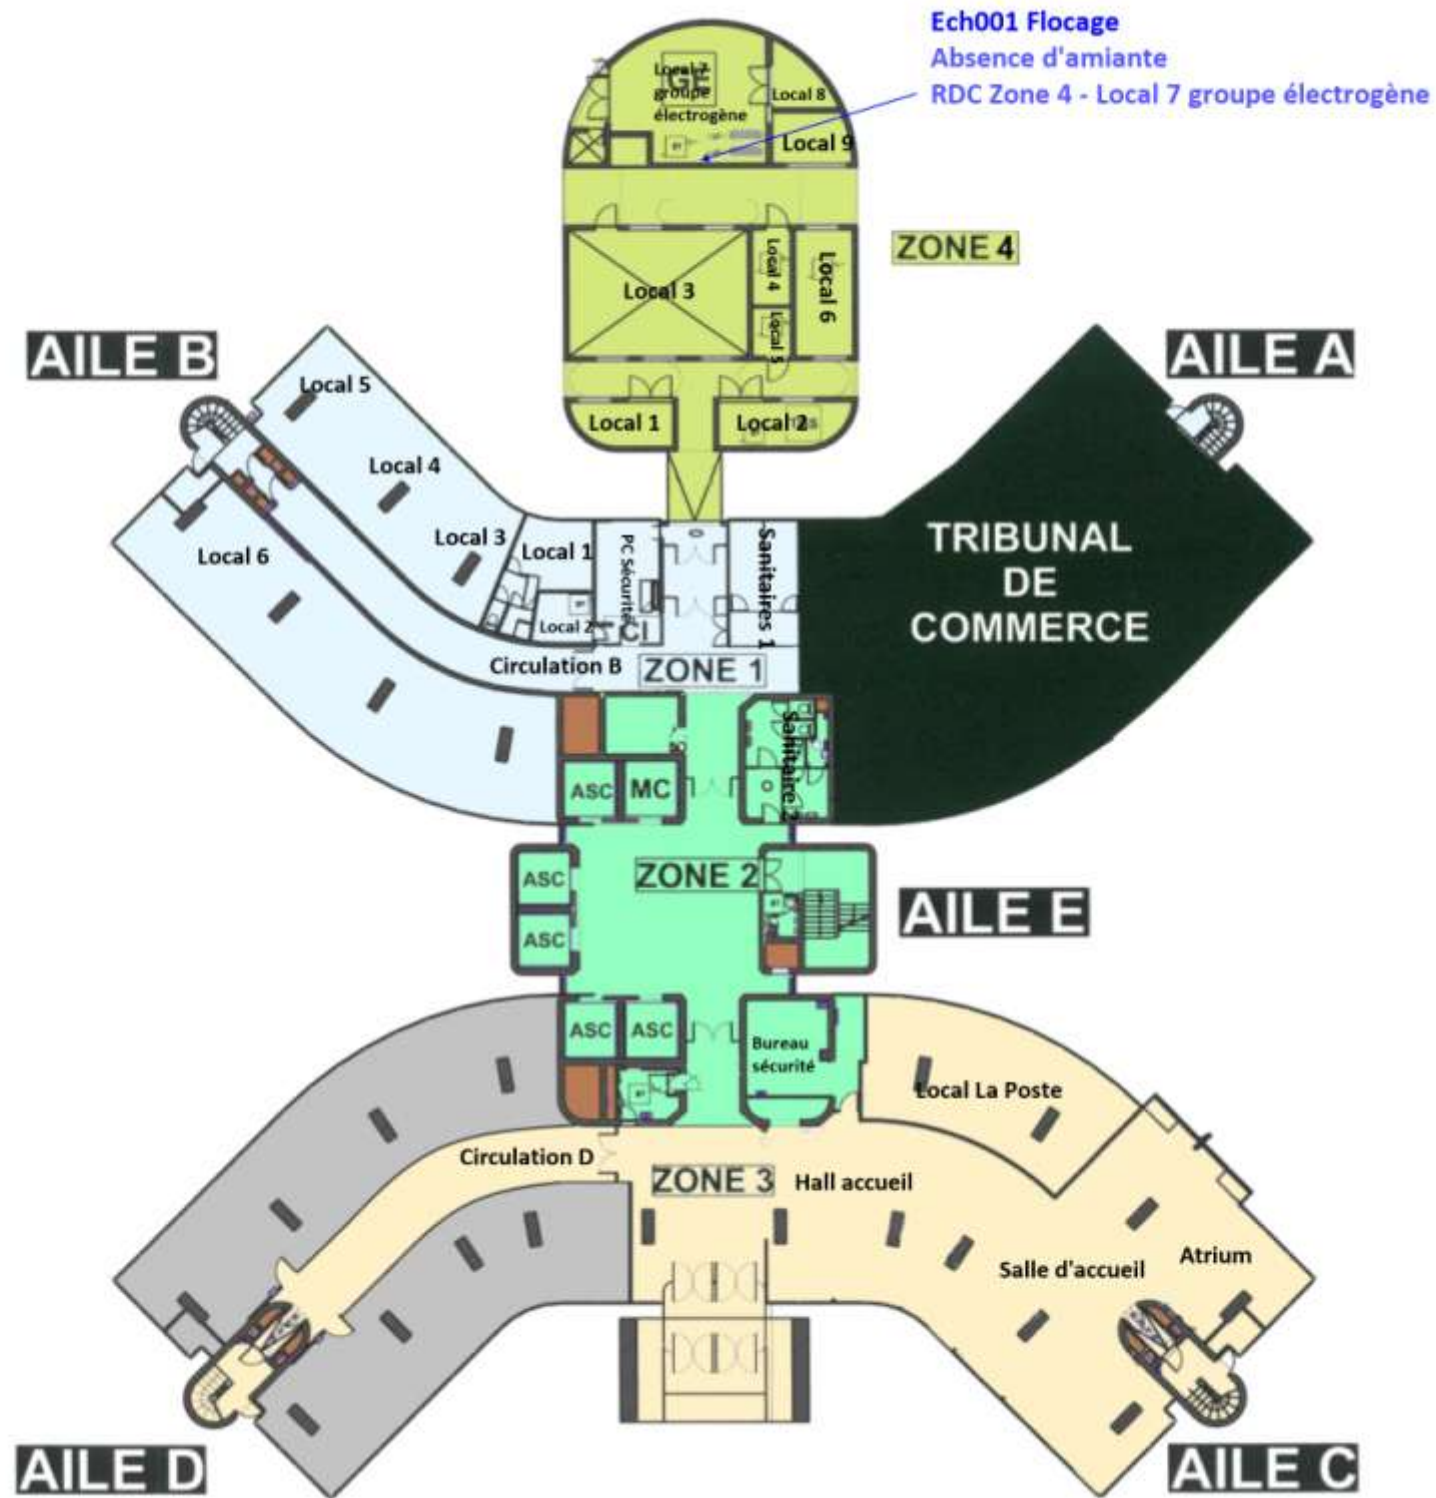 Ech001 Flocage
Absence d'amiante
RDC Zone 4 - Local 7 groupe électrogène
Local 7
groupe
électrogène
GE
Local 8
Local 9
ZONE 4
Local 3
Local 4
Local 5
Local 6
Local 1
Local 2
AILE B
AILE A
Local 5
Local 4
Local 3
Local 6
Local 1
Local 2
PC Sécurité
Sanitaires 1
Circulation B
ZONE 1
TRIBUNAL
DE
COMMERCE
Sanitaire 2
ASC
MC
ASC
ZONE 2
ASC
AILE E
ASC
ASC
Bureau
sécurité
Local La Poste
Circulation D
ZONE 3
Hall accueil
Salle d'accueil
Atrium
AILE D
AILE C